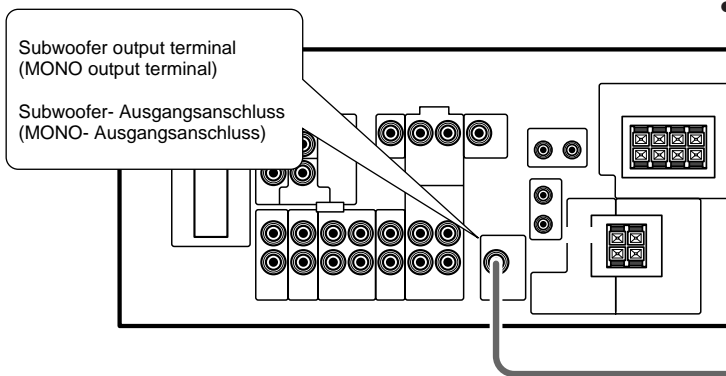 Subwoofer output terminal
(MONO output terminal)
Subwoofer- Ausgangsanschluss
(MONO- Ausgangsanschluss)